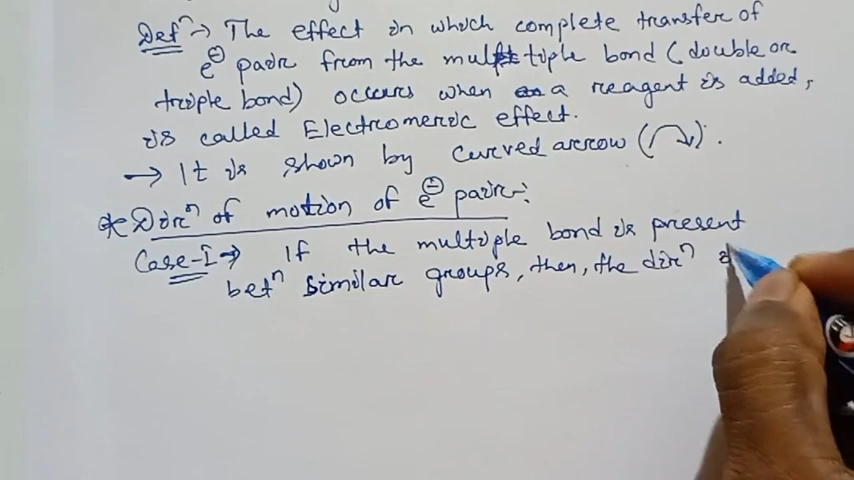 Defⁿ → The effect in which complete transfer of
e⊖ pair from the multiple bond (double or
triple bond) occurs when a reagent is added,
is called Electromeric effect.
→ It is shown by curved arrow (⤵).
* Dirⁿ of motion of e⊖ pair:-
Case-I → If the multiple bond is present
betⁿ similar groups, then, the dirⁿ